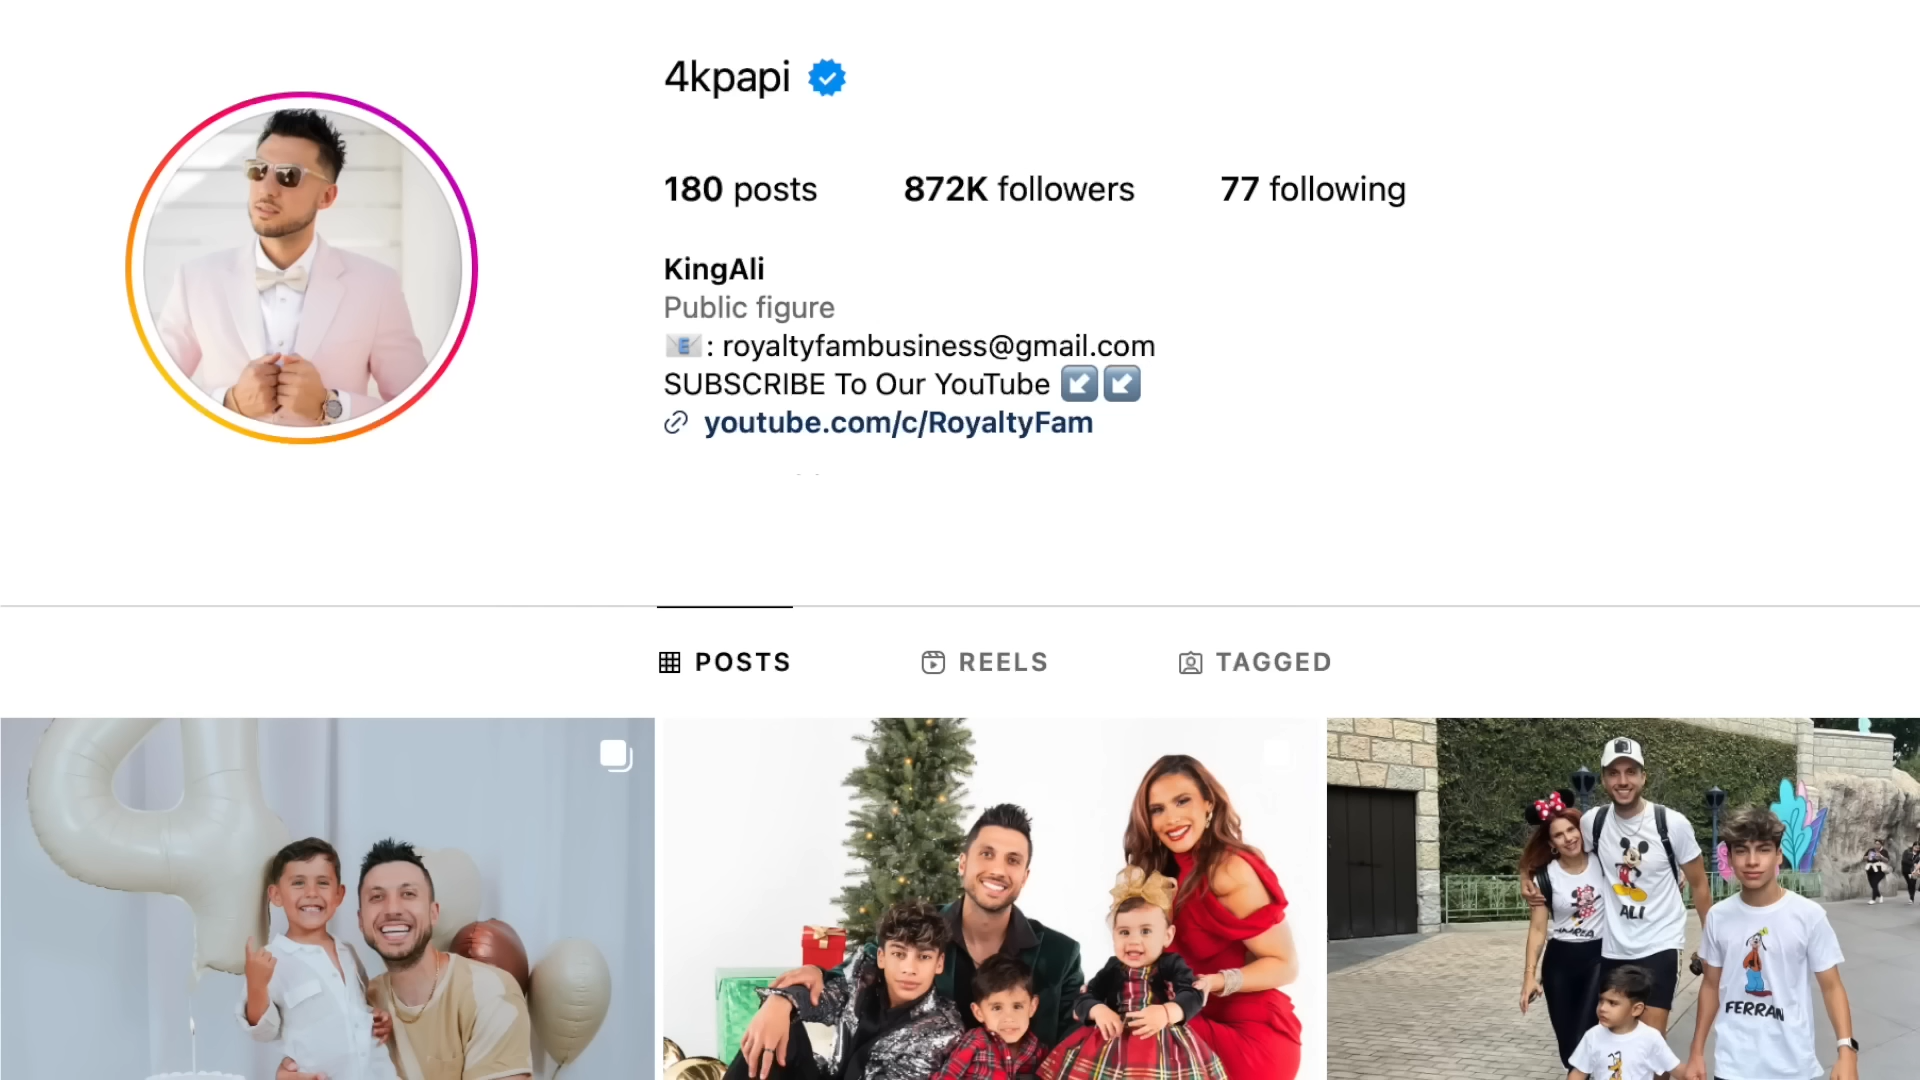 4kpapi
180 posts 872K followers 77 following
KingAli
Public figure
: royaltyfambusiness@gmail.com
SUBSCRIBE To Our YouTube
youtube.com/c/RoyaltyFam
POSTS REELS TAGGED
ALI
FERRAN